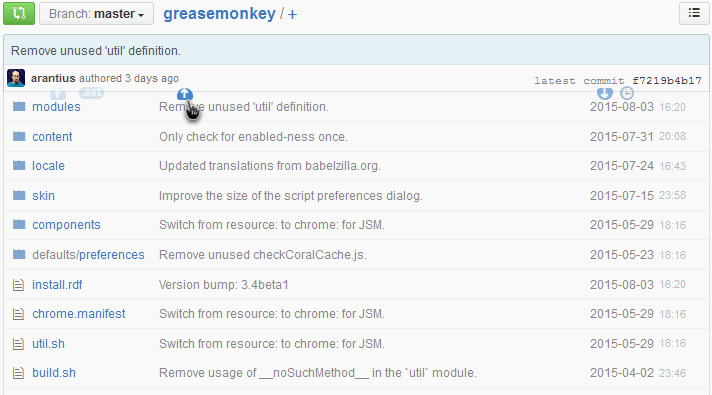 Branch: master greasemonkey / +
Remove unused 'util' definition.
arantius authored 3 days ago latest commit f7219b4b17
.ext
modules Remove unused 'util' definition. 2015-08-03 16:20
content Only check for enabled-ness once. 2015-07-31 20:08
locale Updated translations from babelzilla.org. 2015-07-24 16:43
skin Improve the size of the script preferences dialog. 2015-07-15 23:58
components Switch from resource: to chrome: for JSM. 2015-05-29 18:16
defaults/preferences Remove unused checkCoralCache.js. 2015-05-23 18:16
install.rdf Version bump: 3.4beta1 2015-08-03 16:20
chrome.manifest Switch from resource: to chrome: for JSM. 2015-05-29 18:16
util.sh Switch from resource: to chrome: for JSM. 2015-05-29 18:16
build.sh Remove usage of __noSuchMethod__ in the `util` module. 2015-04-02 23:46